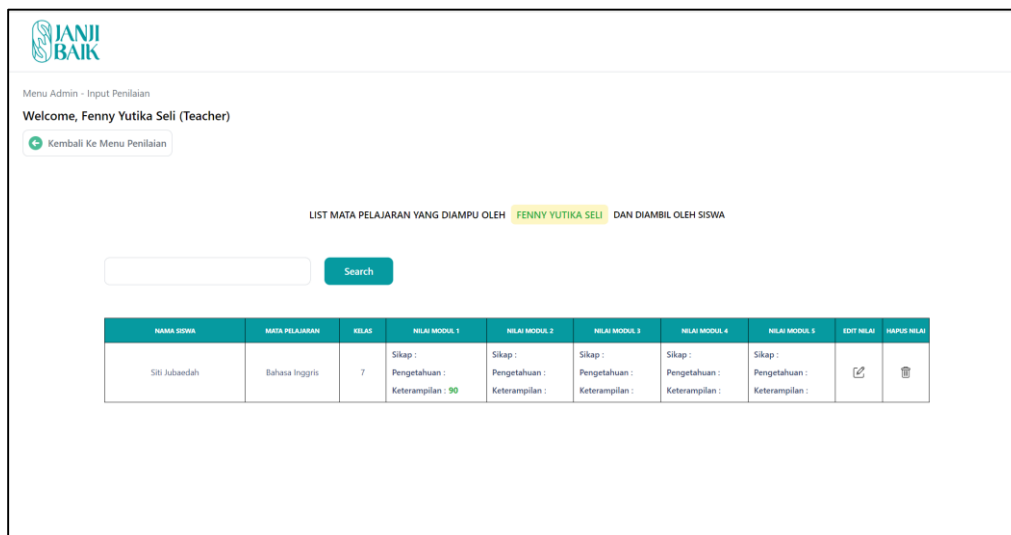 JANJI
BAIK
Menu Admin - Input Penilaian
Welcome, Fenny Yutika Seli (Teacher)
Kembali Ke Menu Penilaian
LIST MATA PELAJARAN YANG DIAMPU OLEH FENNY YUTIKA SELI DAN DIAMBIL OLEH SISWA
Search
NAMA SISWA MATA PELAJARAN KELAS NILAI MODUL 1 NILAI MODUL 2 NILAI MODUL 3 NILAI MODUL 4 NILAI MODUL 5 EDIT NILAI HAPUS NILAI
Sikap : Sikap : Sikap : Sikap : Sikap :
Siti Jubaedah Bahasa Inggris 7 Pengetahuan : Pengetahuan : Pengetahuan : Pengetahuan : Pengetahuan :
Keterampilan : 90 Keterampilan : Keterampilan : Keterampilan : Keterampilan :